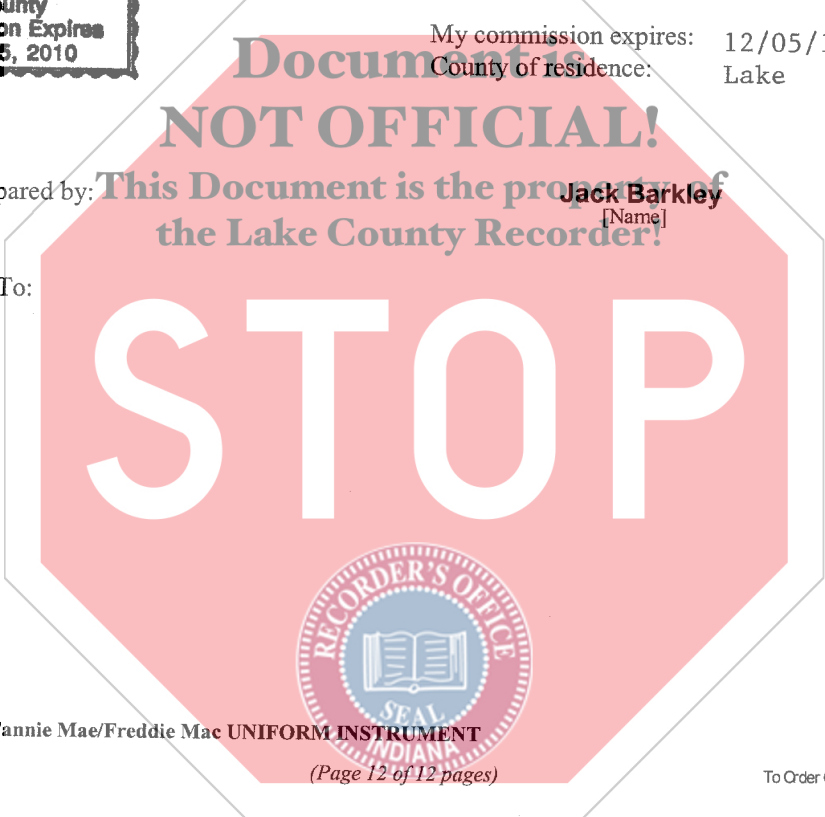 unty
on Expires
5, 2010
My commission expires: 12/05/1
County of residence: Lake
Document is
NOT OFFICIAL!
This Document is the property of
the Lake County Recorder!
pared by:
Jack Barkley
[Name]
To:
STOP
RECORDER'S OFFICE
SEAL
INDIANA
annie Mae/Freddie Mac UNIFORM INSTRUMENT
(Page 12 of 12 pages)
To Order